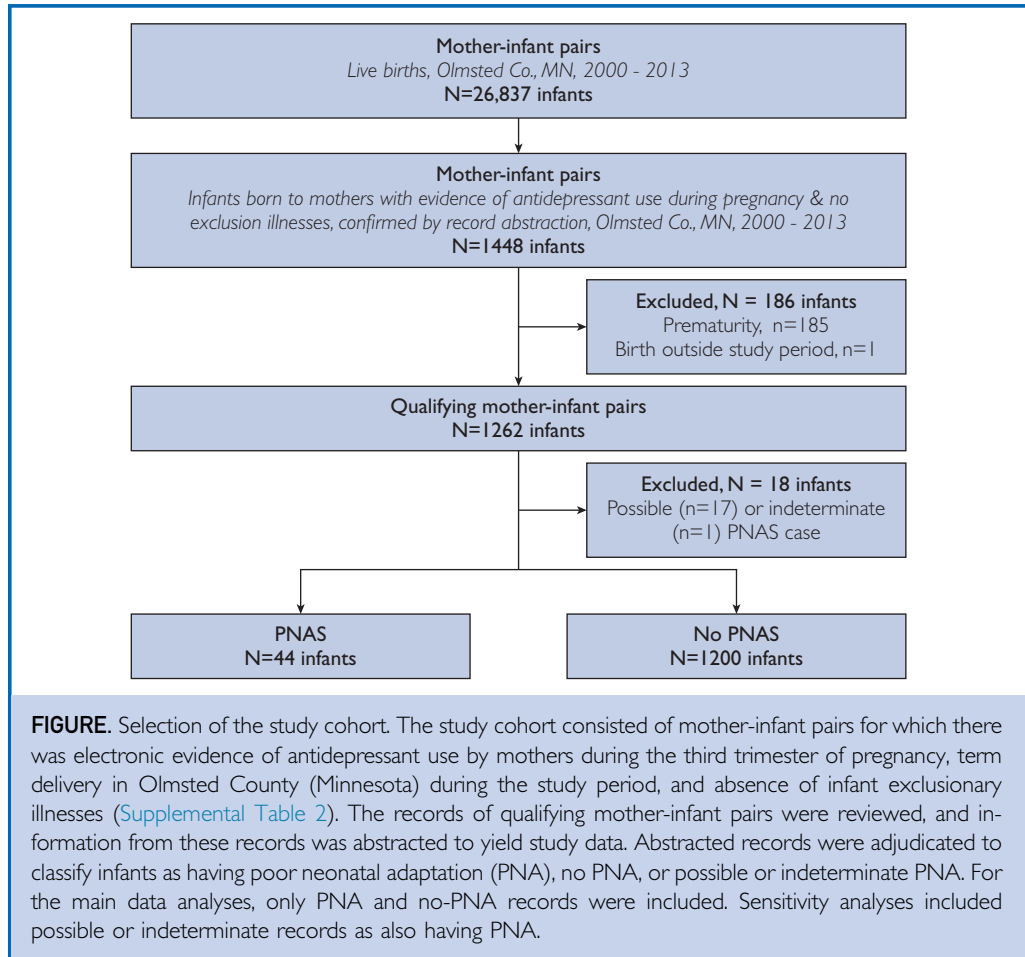 Mother-infant pairs
Live births, Olmsted Co., MN, 2000 - 2013
N=26,837 infants
Mother-infant pairs
Infants born to mothers with evidence of antidepressant use during pregnancy & no
exclusion illnesses, confirmed by record abstraction, Olmsted Co., MN, 2000 - 2013
N=1448 infants
Excluded, N = 186 infants
Prematurity, n=185
Birth outside study period, n=1
Qualifying mother-infant pairs
N=1262 infants
Excluded, N = 18 infants
Possible (n=17) or indeterminate
(n=1) PNAS case
PNAS
N=44 infants
No PNAS
N=1200 infants
FIGURE. Selection of the study cohort. The study cohort consisted of mother-infant pairs for which there
was electronic evidence of antidepressant use by mothers during the third trimester of pregnancy, term
delivery in Olmsted County (Minnesota) during the study period, and absence of infant exclusionary
illnesses (Supplemental Table 2). The records of qualifying mother-infant pairs were reviewed, and in-
formation from these records was abstracted to yield study data. Abstracted records were adjudicated to
classify infants as having poor neonatal adaptation (PNA), no PNA, or possible or indeterminate PNA. For
the main data analyses, only PNA and no-PNA records were included. Sensitivity analyses included
possible or indeterminate records as also having PNA.